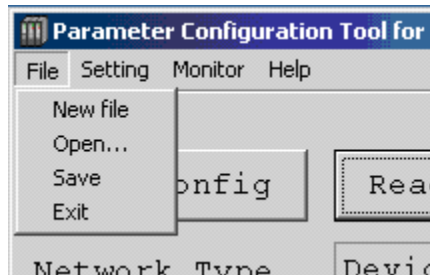 Parameter Configuration Tool for
File Setting Monitor Help
New file
Open...
Save
Exit
onfig Rea
Network Type Devic